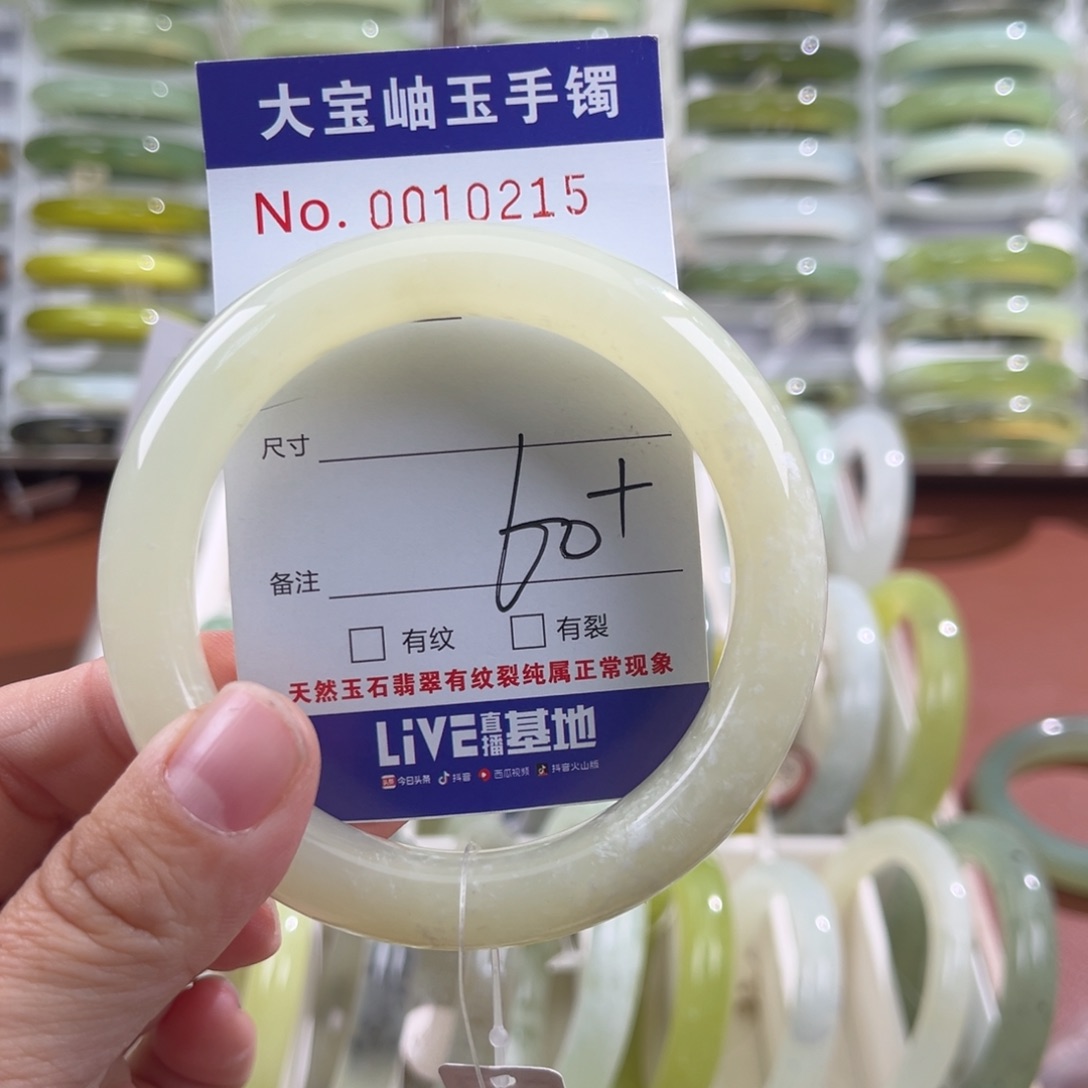 大宝岫玉手镯
No. 0010215
尺寸
60+
备注
有纹 有裂
天然玉石翡翠有纹裂纯属正常现象
LiVE直播基地
今日头条 抖音 西瓜视频 抖音火山版